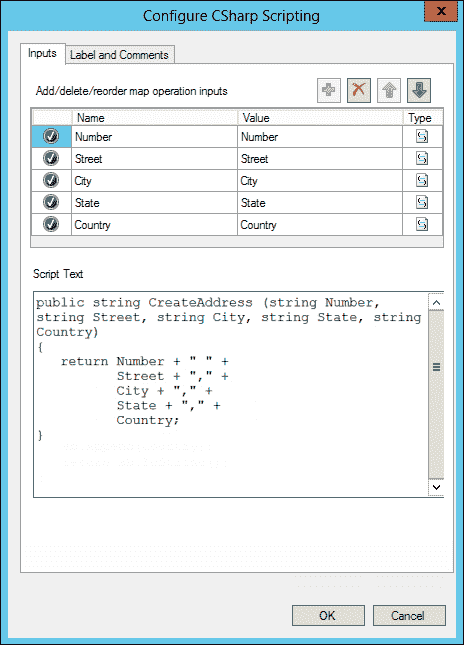 Configure CSharp Scripting
x
Inputs
Label and Comments
Add/delete/reorder map operation inputs
Name Value Type
Number Number
Street Street
City City
State State
Country Country
Script Text
public string CreateAddress (string Number,
string Street, string City, string State, string
Country)
{
   return Number + " " +
          Street + "," +
          City + "," +
          State + "," +
          Country;
}
OK
Cancel